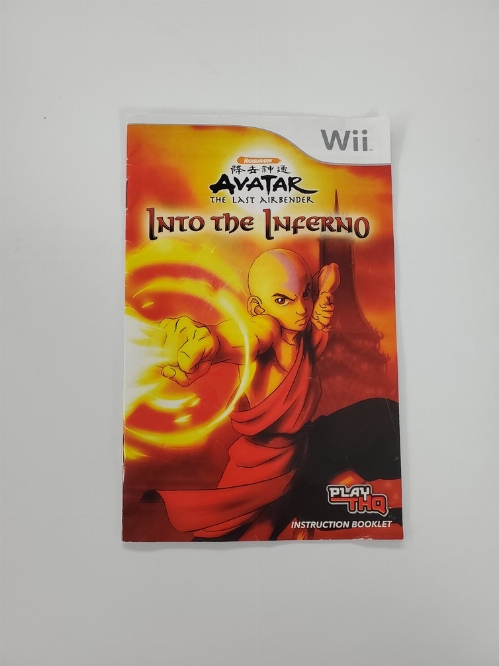 Wii
NICKELODEON
降去神通
AVATAR
THE LAST AIRBENDER
INTO THE INFERNO
PLAY
THQ
INSTRUCTION BOOKLET